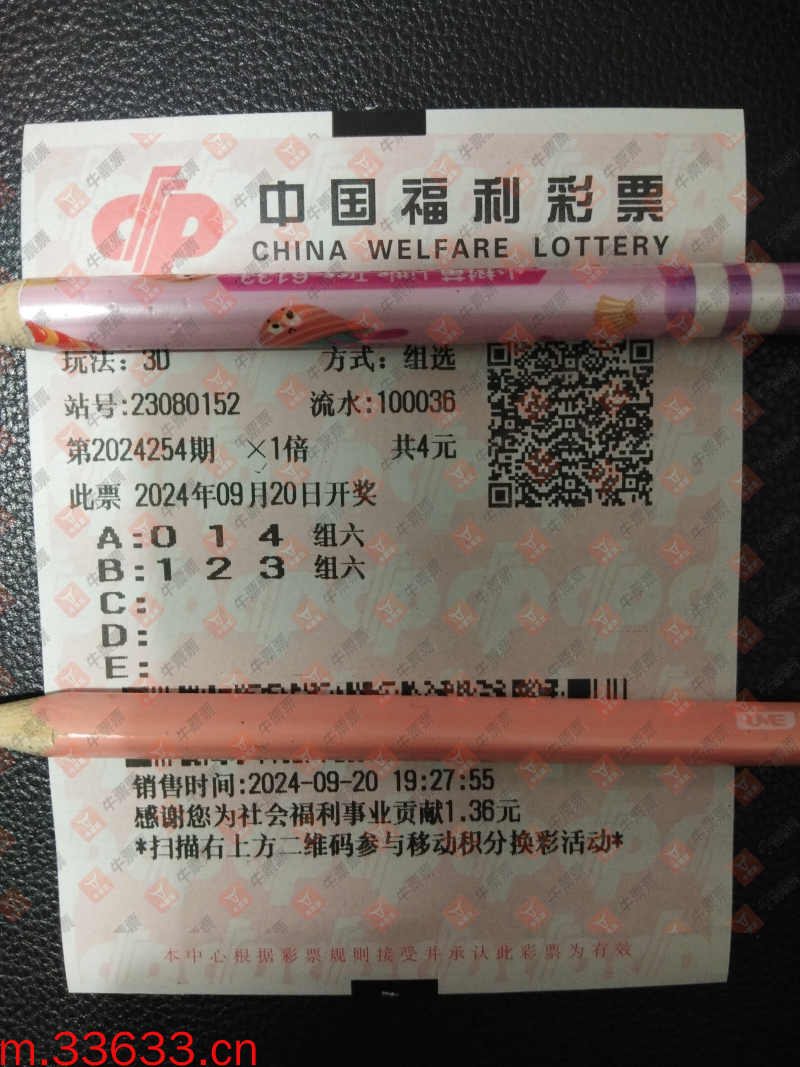 中国福利彩票
CHINA WELFARE LOTTERY
玩法：3D 方式：组选
站号:23080152 流水:100036
第2024254期 ×1倍 共4元
此票 2024年09月20日开奖
A:0 1 4 组六
B:1 2 3 组六
C:
D:
E:
UME
销售时间:2024-09-20 19:27:55
感谢您为社会福利事业贡献1.36元
*扫描右上方二维码参与移动积分换彩活动*
本中心根据彩票规则接受并承认此彩票为有效
m.33633.cn
牛票票